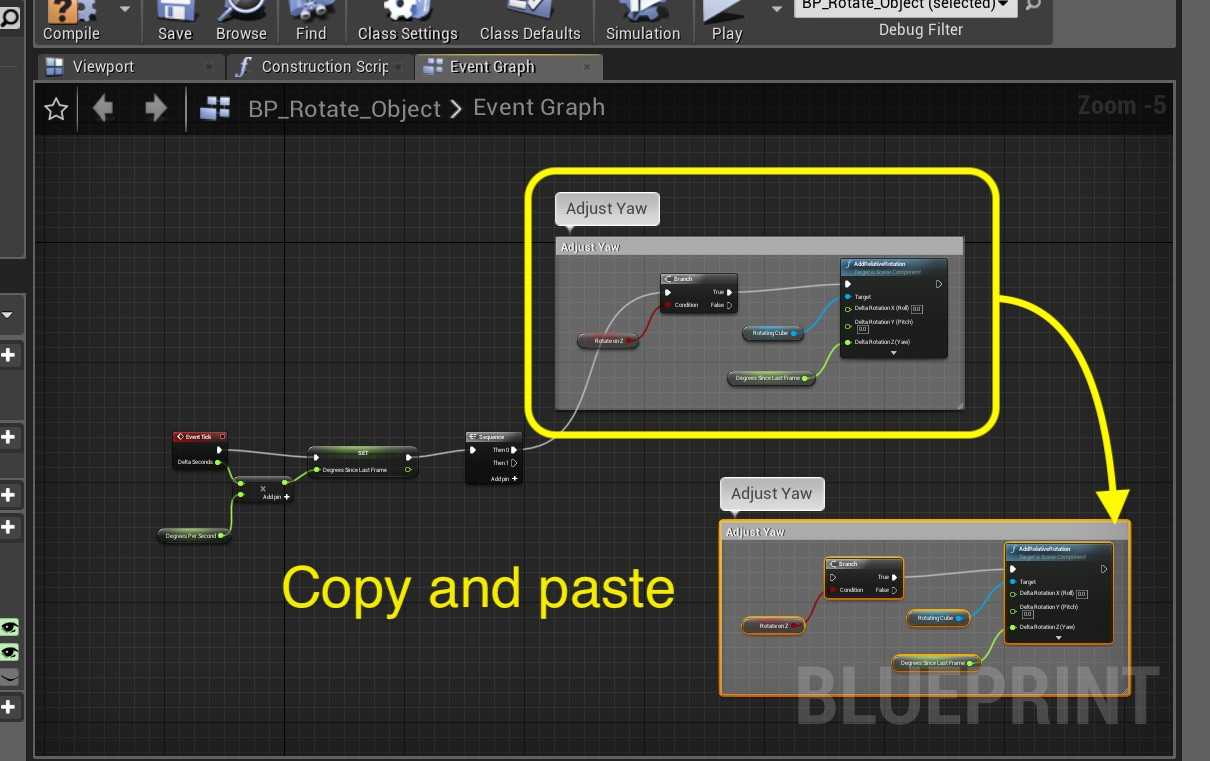 BP_Rotate_Object (selected)
Compile Save Browse Find Class Settings Class Defaults Simulation Play Debug Filter
Viewport Construction Scrip Event Graph
BP_Rotate_Object > Event Graph
Zoom -5
Adjust Yaw
Adjust Yaw
Branch
True
Condition False
Rotate on Z
Rotating Cube
Degrees Since Last Frame
AddRelativeRotation
Target is Scene Component
Target
Delta Rotation X (Roll) 0.0
Delta Rotation Y (Pitch)
0.0
Delta Rotation Z (Yaw)
Event Tick
Delta Seconds
Degrees Per Second
Add pin +
SET
Degrees Since Last Frame
Sequence
Then 0
Then 1
Add pin +
Copy and paste
Adjust Yaw
Adjust Yaw
Branch
True
Condition False
Rotate on Z
Rotating Cube
Degrees Since Last Frame
AddRelativeRotation
Target is Scene Component
Target
Delta Rotation X (Roll) 0.0
Delta Rotation Y (Pitch)
0.0
Delta Rotation Z (Yaw)
BLUEPRINT